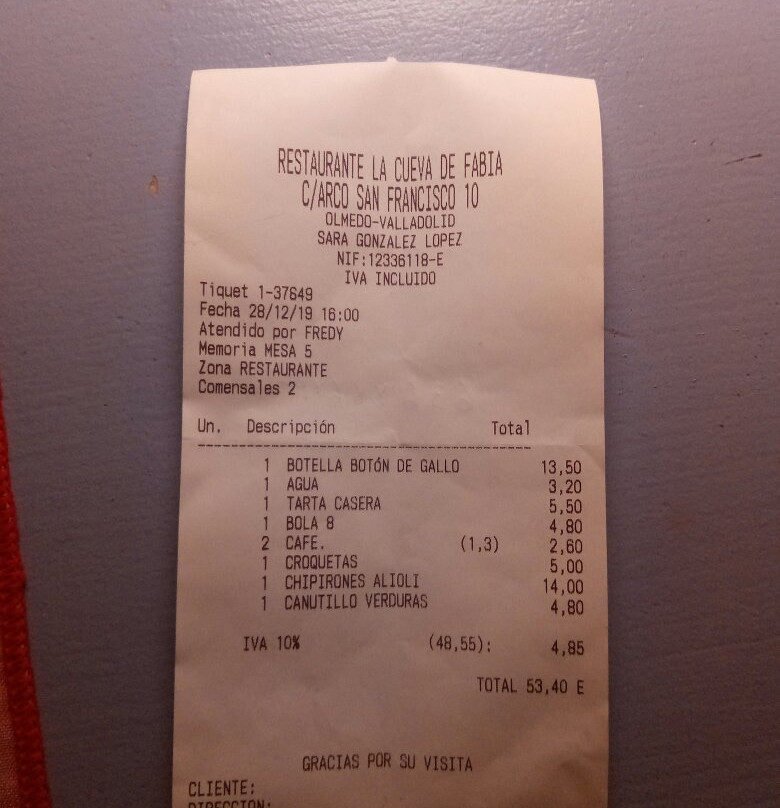 RESTAURANTE LA CUEVA DE FABIA
C/ARCO SAN FRANCISCO 10
OLMEDO-VALLADOLID
SARA GONZALEZ LOPEZ
NIF:12336118-E
IVA INCLUIDO
Tiquet 1-37649
Fecha 28/12/19 16:00
Atendido por FREDY
Memoria MESA 5
Zona RESTAURANTE
Comensales 2
Un. Descripción Total
1 BOTELLA BOTóN DE GALLO 13,50
1 AGUA 3,20
1 TARTA CASERA 5,50
1 BOLA 8 4,80
2 CAFE. (1,3) 2,60
1 CROQUETAS 5,00
1 CHIPIRONES ALIOLI 14,00
1 CANUTILLO VERDURAS 4,80
IVA 10% (48,55): 4,85
TOTAL 53,40 E
GRACIAS POR SU VISITA
CLIENTE:
DIRECCION: